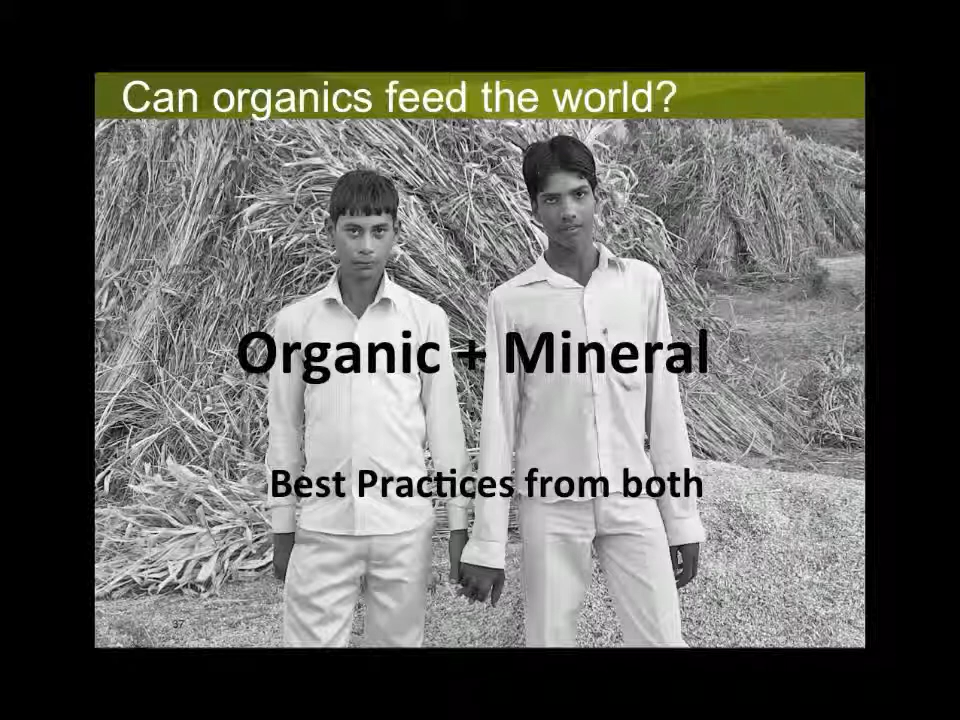 Can organics feed the world?
Organic + Mineral
Best Practices from both
37